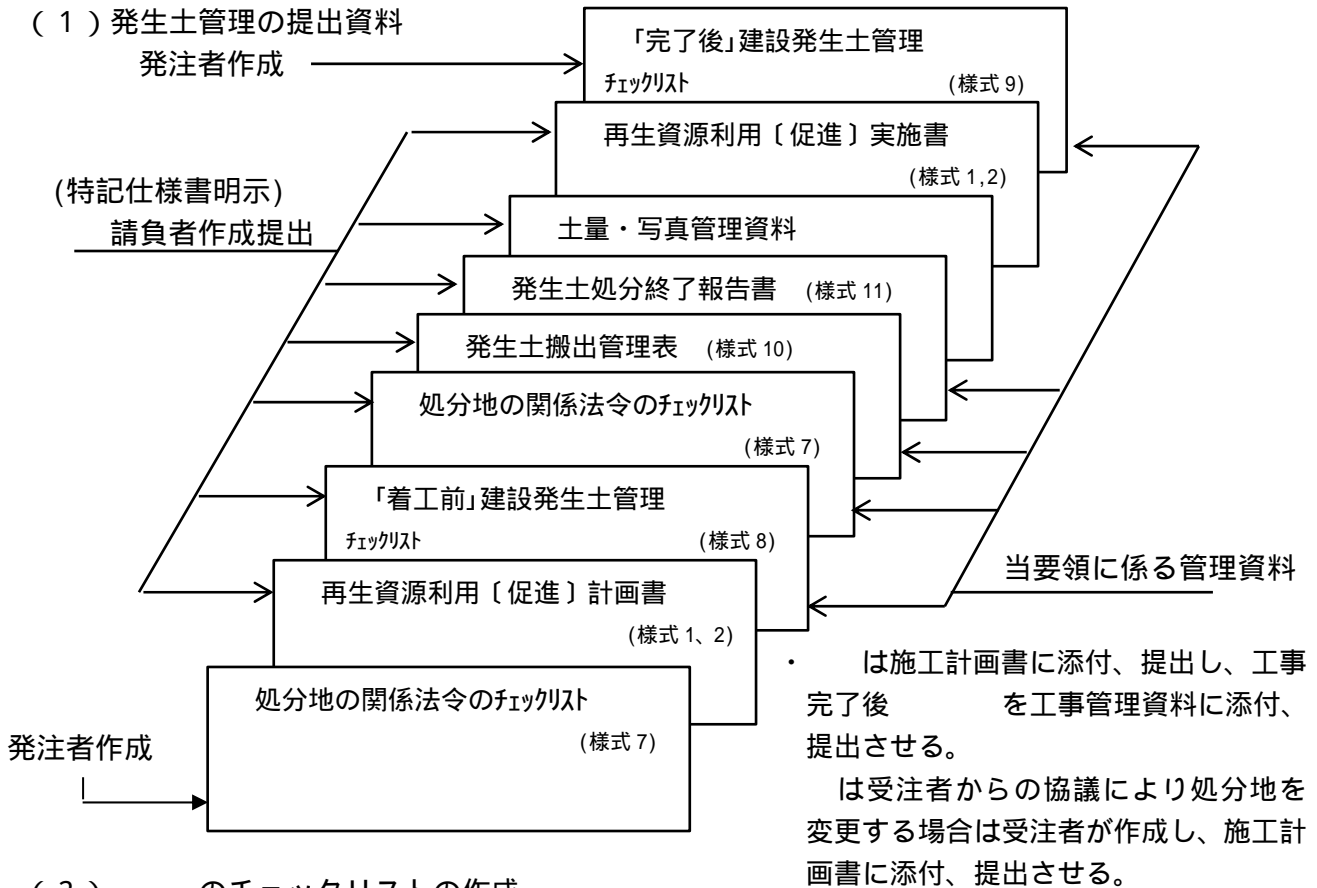 (1)発生土管理の提出資料
発注者作成
「完了後」建設発生土管理
ﾁｪｯｸﾘｽﾄ (様式 9)
再生資源利用〔促進〕実施書
(様式 1,2)
(特記仕様書明示)
請負者作成提出
土量・写真管理資料
発生土処分終了報告書 (様式 11)
発生土搬出管理表 (様式 10)
処分地の関係法令のﾁｪｯｸﾘｽﾄ
(様式 7)
「着工前」建設発生土管理
ﾁｪｯｸﾘｽﾄ (様式 8)
当要領に係る管理資料
再生資源利用〔促進〕計画書
(様式 1、2)
処分地の関係法令のﾁｪｯｸﾘｽﾄ
(様式 7)
発注者作成
・ は施工計画書に添付、提出し、工事
完了後 を工事管理資料に添付、
提出させる。
は受注者からの協議により処分地を
変更する場合は受注者が作成し、施工計
画書に添付、提出させる。
のチェックリストの作成